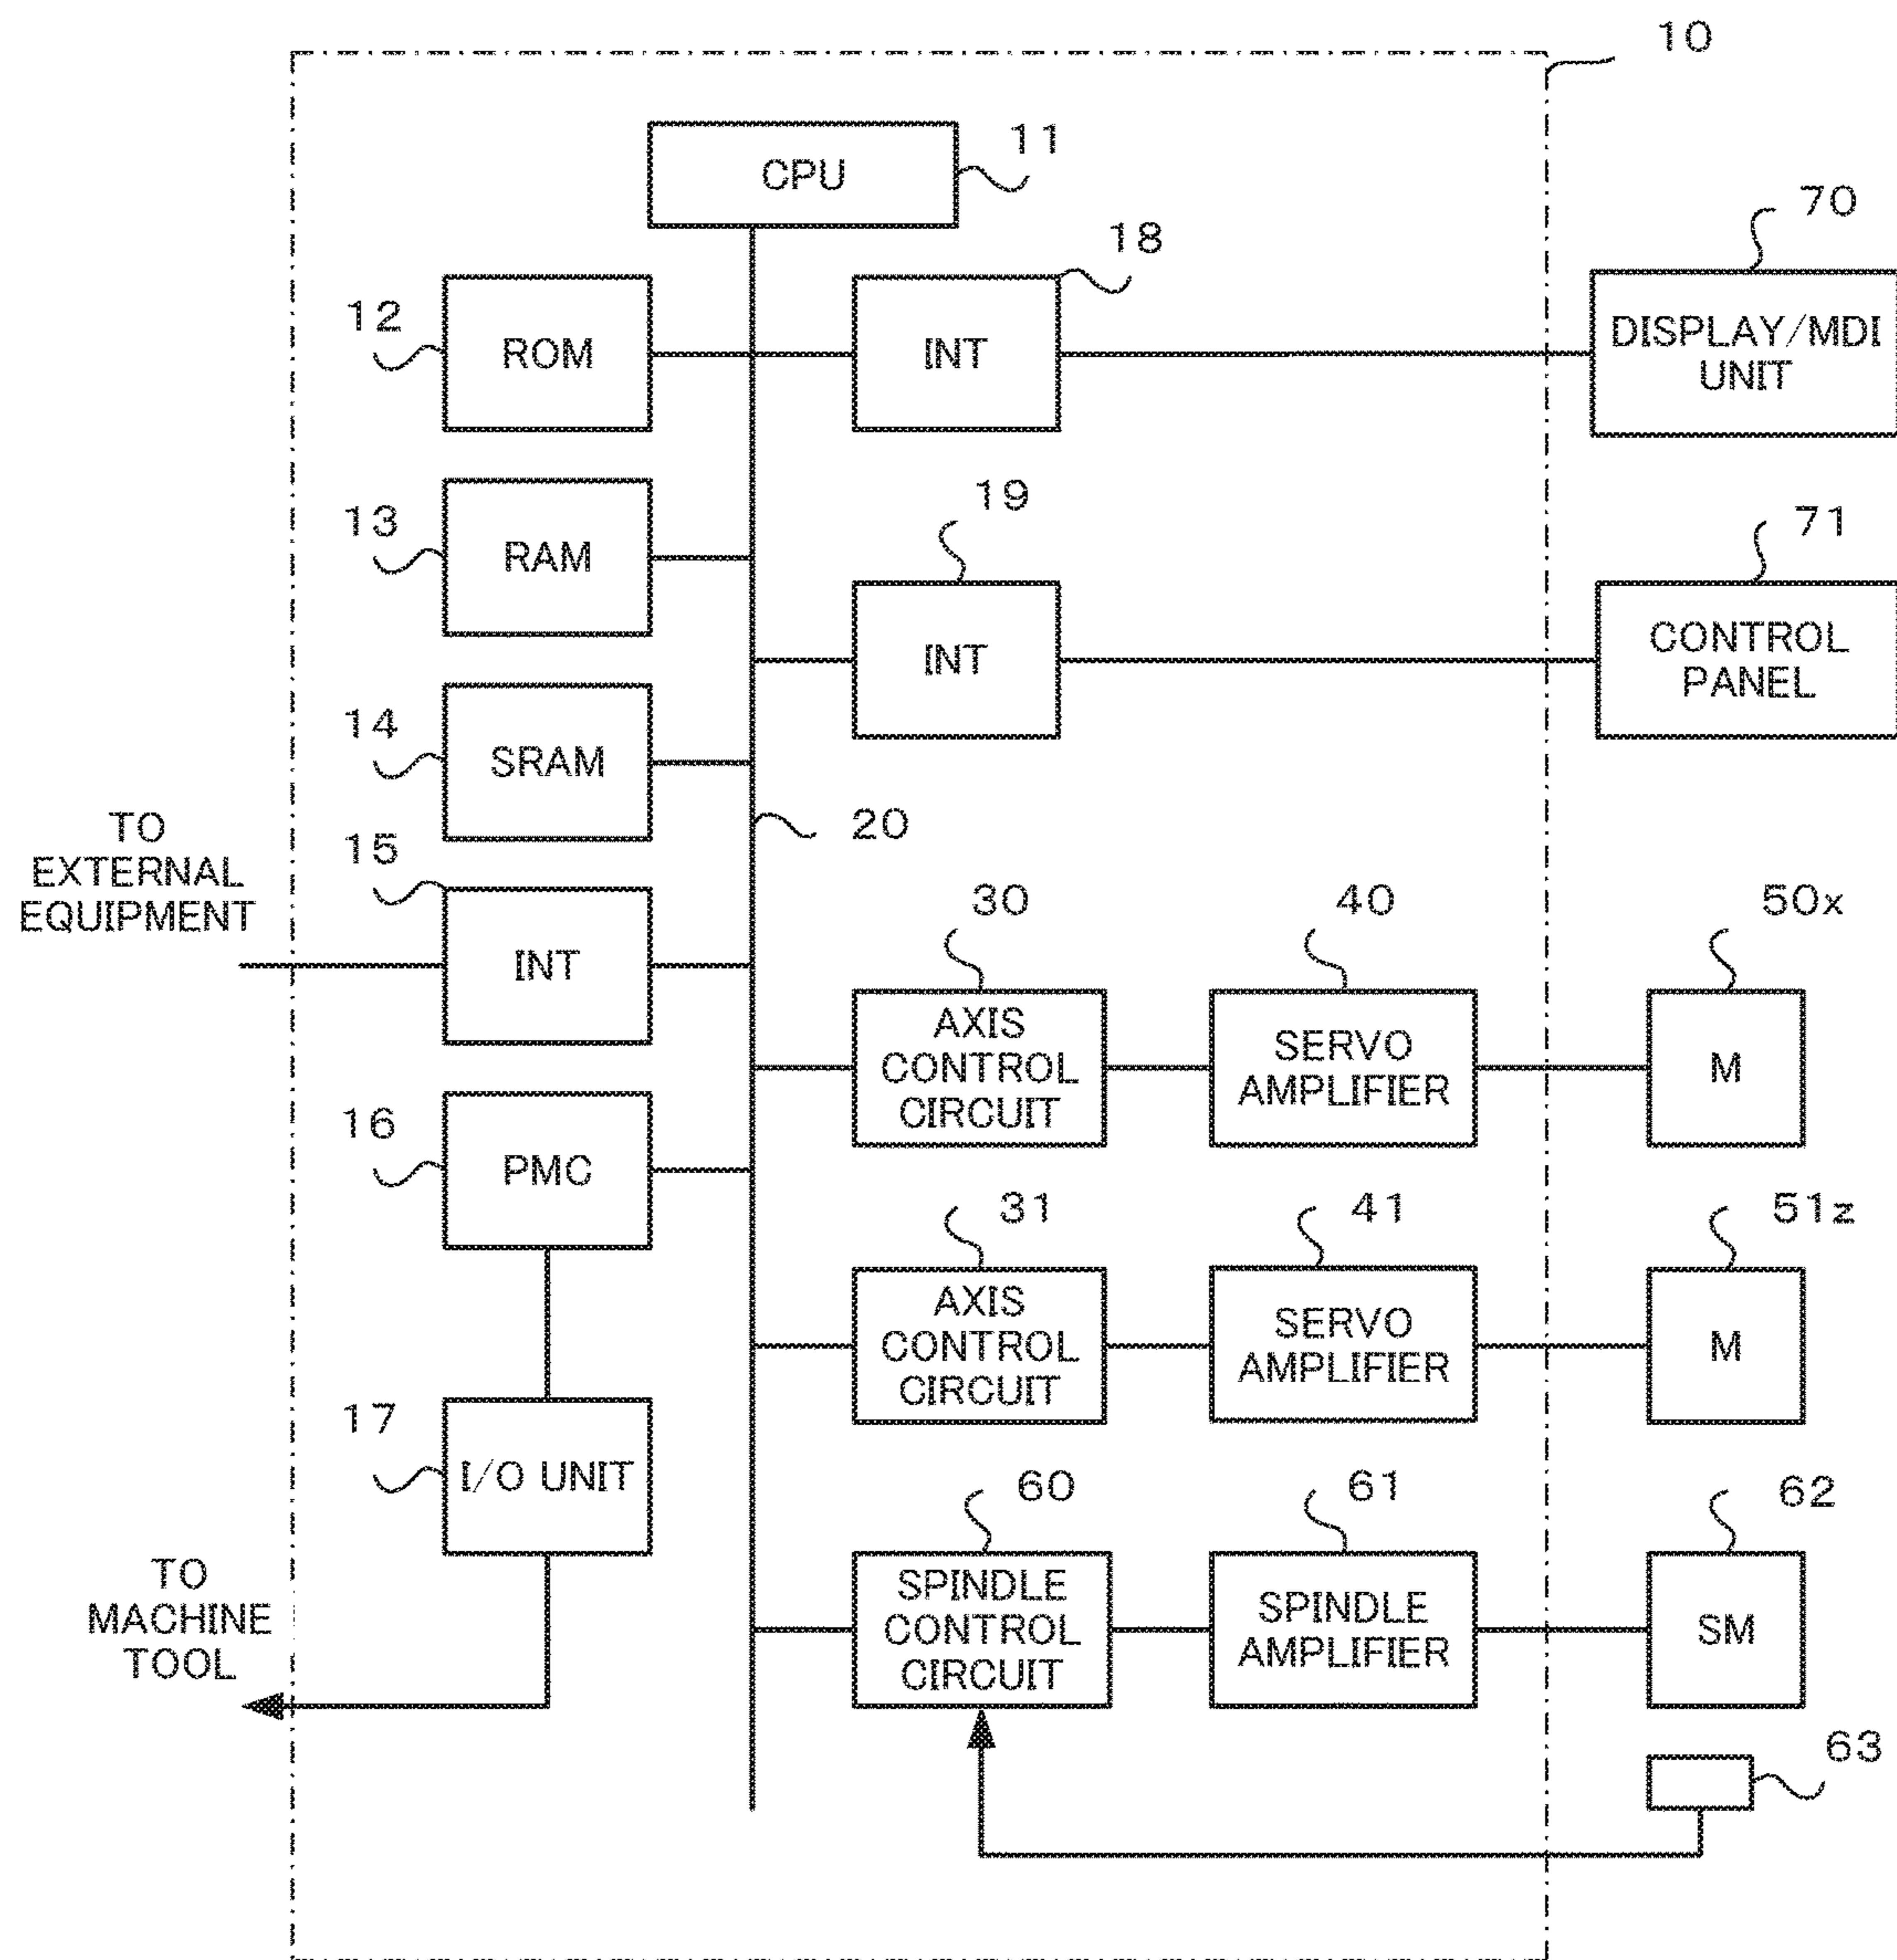 10
CPU
11
12
ROM
18
INT
70
DISPLAY/MDI
UNIT
13
RAM
19
INT
71
CONTROL
PANEL
14
SRAM
20
TO
EXTERNAL
EQUIPMENT
15
INT
30
AXIS
CONTROL
CIRCUIT
40
SERVO
AMPLIFIER
50x
M
16
PMC
31
AXIS
CONTROL
CIRCUIT
41
SERVO
AMPLIFIER
51z
M
17
I/O UNIT
TO
MACHINE
TOOL
60
SPINDLE
CONTROL
CIRCUIT
61
SPINDLE
AMPLIFIER
62
SM
63